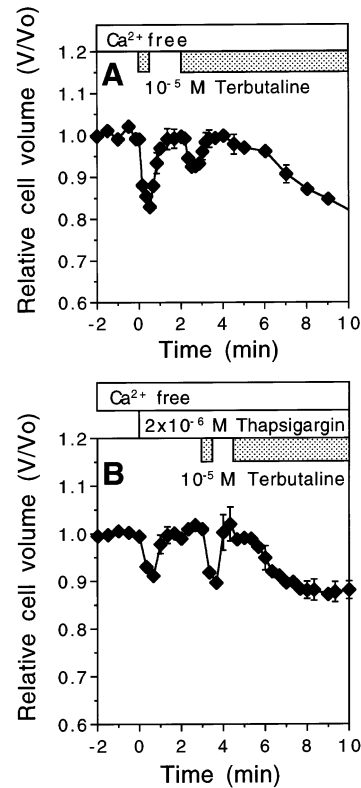 Ca²⁺ free
A
10⁻⁵ M Terbutaline
Relative cell volume (V/Vo)
1.2
1.1
1.0
0.9
0.8
0.7
0.6
-2 0 2 4 6 8 10
Time (min)
Ca²⁺ free
2x10⁻⁶ M Thapsigargin
B
10⁻⁵ M Terbutaline
Relative cell volume (V/Vo)
1.2
1.1
1.0
0.9
0.8
0.7
0.6
-2 0 2 4 6 8 10
Time (min)